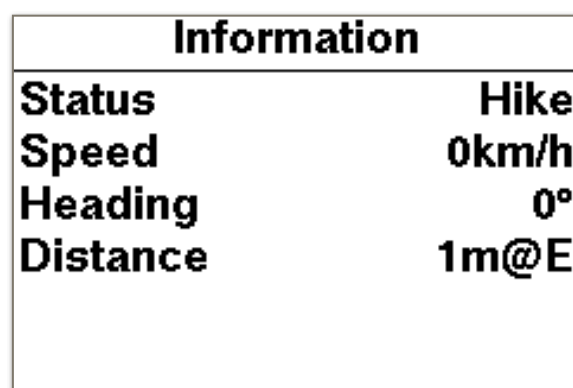 Information
Status Hike
Speed 0km/h
Heading 0°
Distance 1m@E